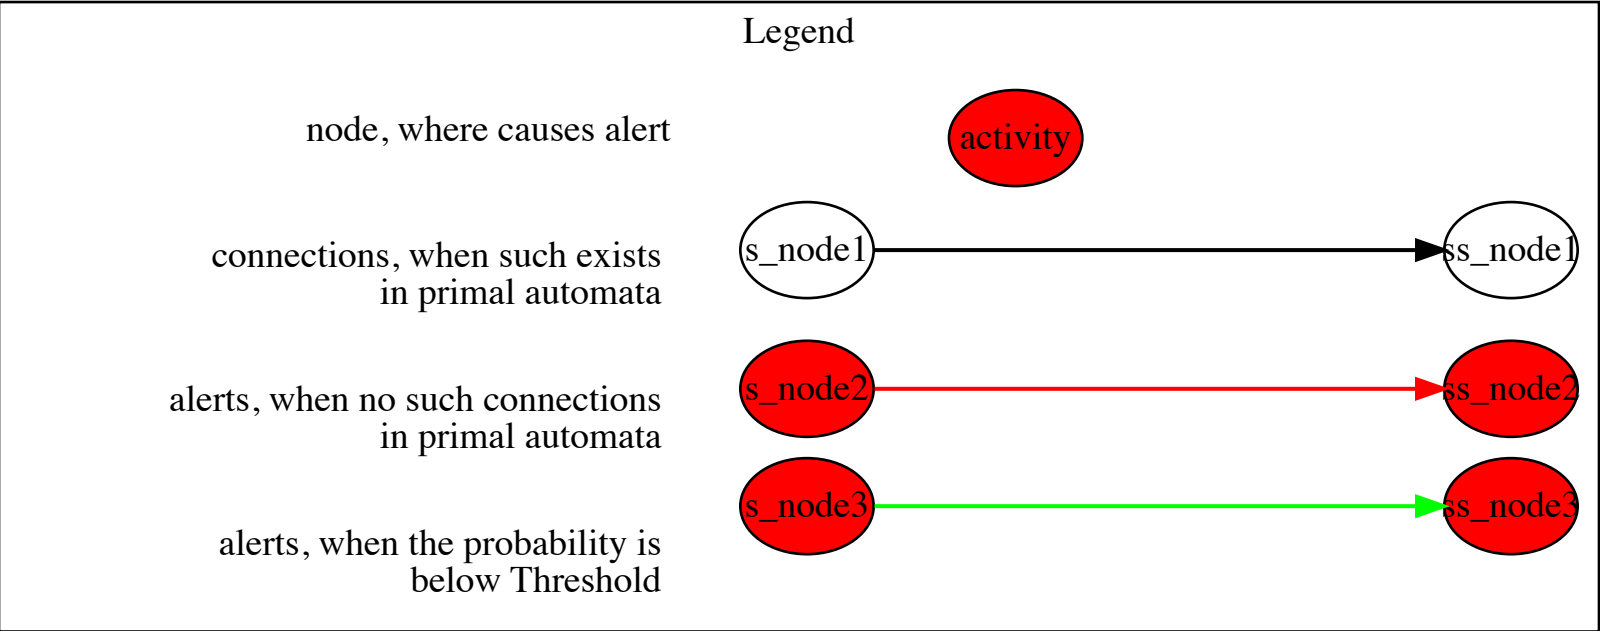 Legend
node, where causes alert
activity
connections, when such exists
in primal automata
s_node1
ss_node1
alerts, when no such connections
in primal automata
s_node2
ss_node2
alerts, when the probability is
below Threshold
s_node3
ss_node3